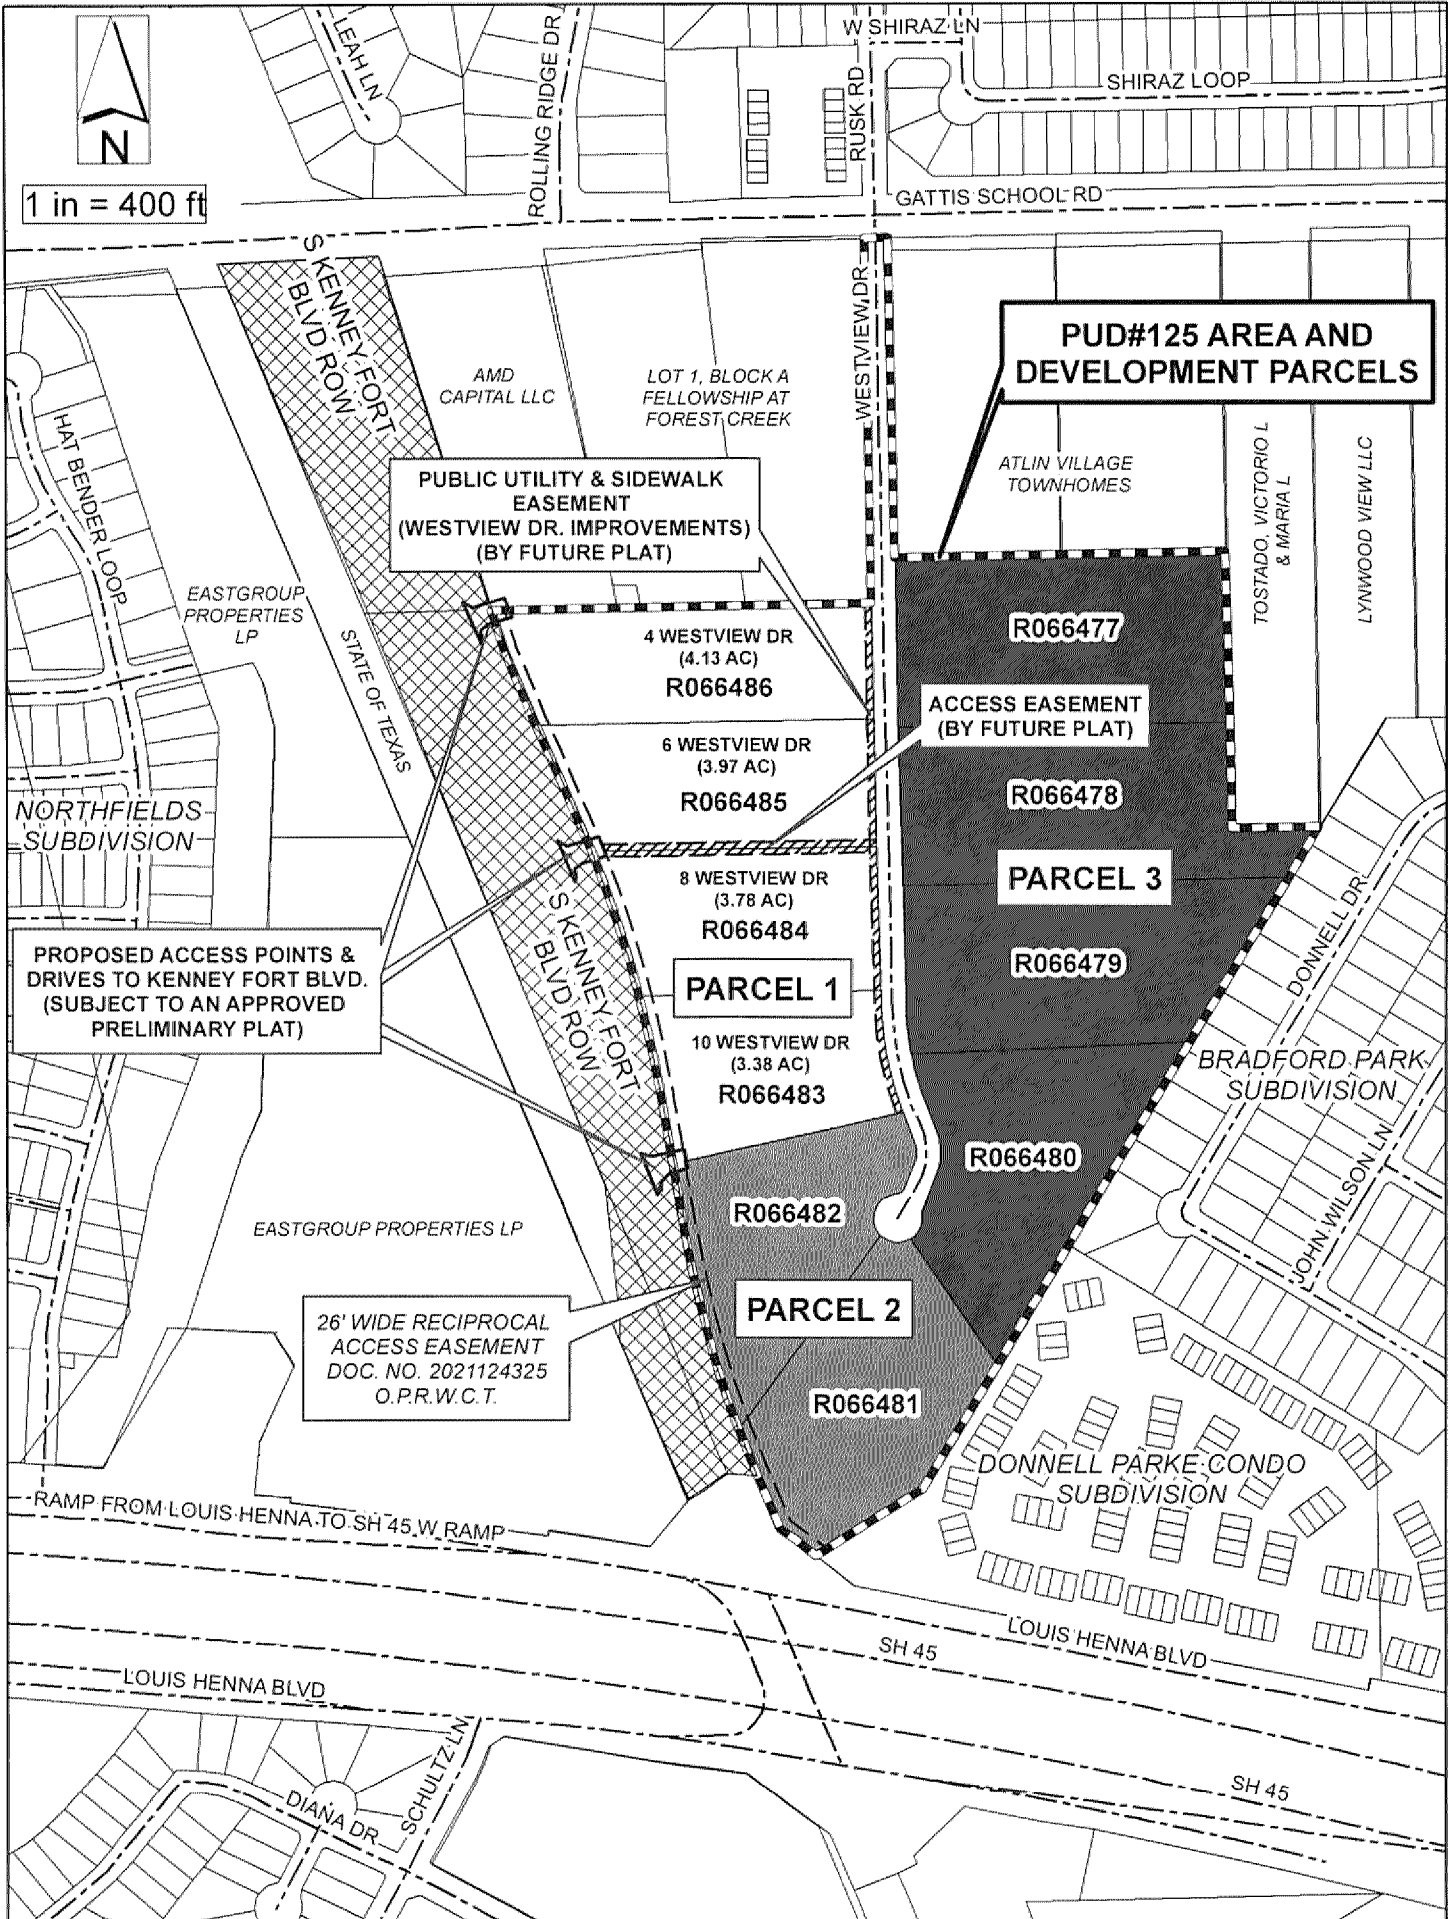 N
1 in = 400 ft
LEAH LN
ROLLING RIDGE DR
W SHIRAZ LN
RUSK RD
SHIRAZ LOOP
GATTIS SCHOOL RD
S KENNEY FORT
BLVD ROW
WESTVIEW DR
PUD#125 AREA AND
DEVELOPMENT PARCELS
AMD
CAPITAL LLC
LOT 1, BLOCK A
FELLOWSHIP AT
FOREST CREEK
HAT BENDER LOOP
PUBLIC UTILITY & SIDEWALK
EASEMENT
(WESTVIEW DR. IMPROVEMENTS)
(BY FUTURE PLAT)
ATLIN VILLAGE
TOWNHOMES
TOSTADO, VICTORIO L
& MARIA L
LYNWOOD VIEW LLC
EASTGROUP
PROPERTIES
LP
STATE OF TEXAS
4 WESTVIEW DR
(4.13 AC)
R066486
R066477
ACCESS EASEMENT
(BY FUTURE PLAT)
6 WESTVIEW DR
(3.97 AC)
R066485
R066478
NORTHFIELDS
SUBDIVISION
8 WESTVIEW DR
(3.78 AC)
R066484
PARCEL 3
PROPOSED ACCESS POINTS &
DRIVES TO KENNEY FORT BLVD.
(SUBJECT TO AN APPROVED
PRELIMINARY PLAT)
S KENNEY FORT
BLVD ROW
PARCEL 1
R066479
DONNELL DR
10 WESTVIEW DR
(3.38 AC)
R066483
BRADFORD PARK
SUBDIVISION
R066480
JOHN WILSON LN
R066482
EASTGROUP PROPERTIES LP
PARCEL 2
26' WIDE RECIPROCAL
ACCESS EASEMENT
DOC. NO. 2021124325
O.P.R.W.C.T.
R066481
DONNELL PARKE CONDO
SUBDIVISION
RAMP FROM LOUIS HENNA TO SH 45 W RAMP
LOUIS HENNA BLVD
SH 45
LOUIS HENNA BLVD
SCHULTZ LN
DIANA DR
SH 45